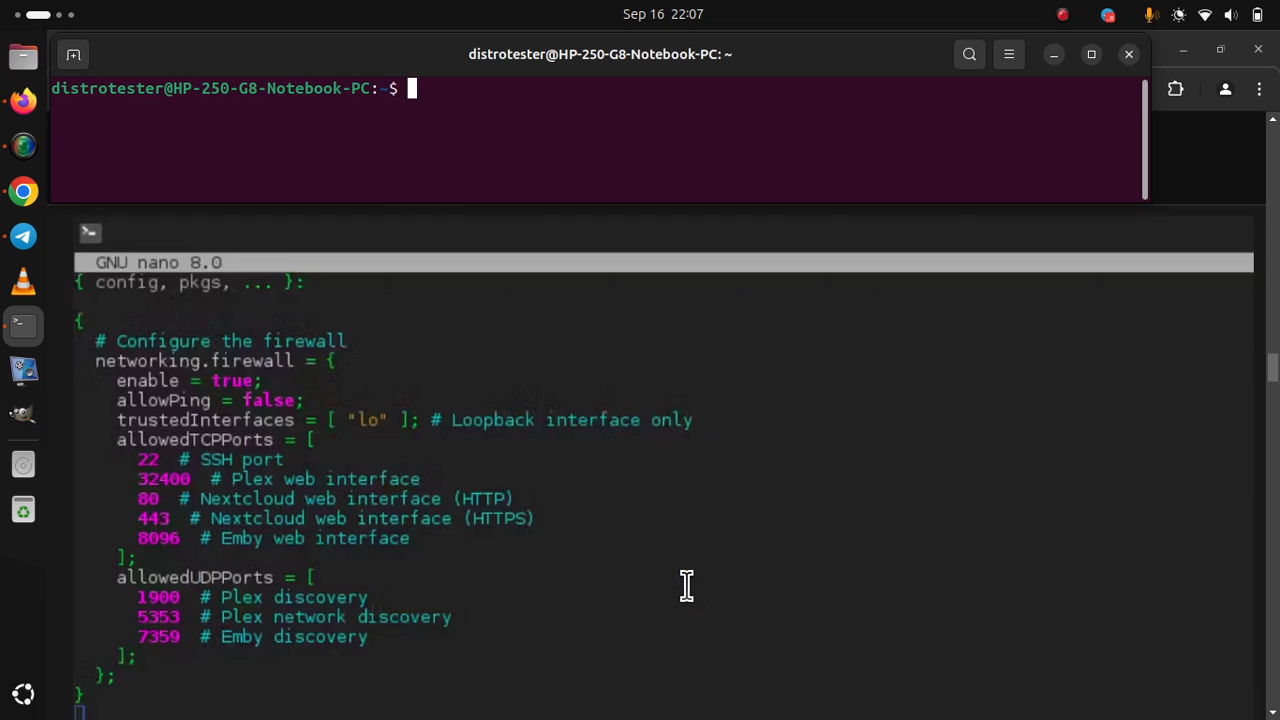 Sep 16 22:07
distrotester@HP-250-G8-Notebook-PC: ~
distrotester@HP-250-G8-Notebook-PC:~$
GNU nano 8.0
{ config, pkgs, ... }:
{
# Configure the firewall
networking.firewall = {
enable = true;
allowPing = false;
trustedInterfaces = [ "lo" ]; # Loopback interface only
allowedTCPPorts = [
22 # SSH port
32400 # Plex web interface
80 # Nextcloud web interface (HTTP)
443 # Nextcloud web interface (HTTPS)
8096 # Emby web interface
];
allowedUDPPorts = [
1900 # Plex discovery
5353 # Plex network discovery
7359 # Emby discovery
];
};
}